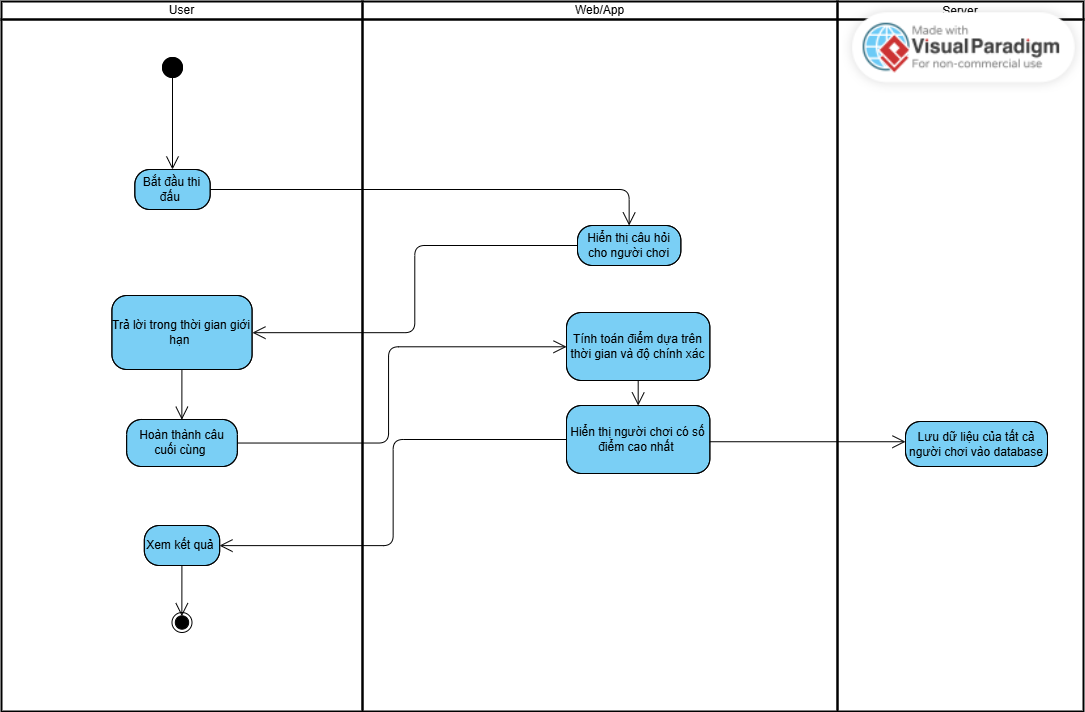 User
Web/App
Server
Made with
Visual Paradigm
For non-commercial use
Bắt đầu thi
đấu
Hiển thị câu hỏi
cho người chơi
Trả lời trong thời gian giới
hạn
Tính toán điểm dựa trên
thời gian và độ chính xác
Hoàn thành câu
cuối cùng
Hiển thị người chơi có số
điểm cao nhất
Lưu dữ liệu của tất cả
người chơi vào database
Xem kết quả